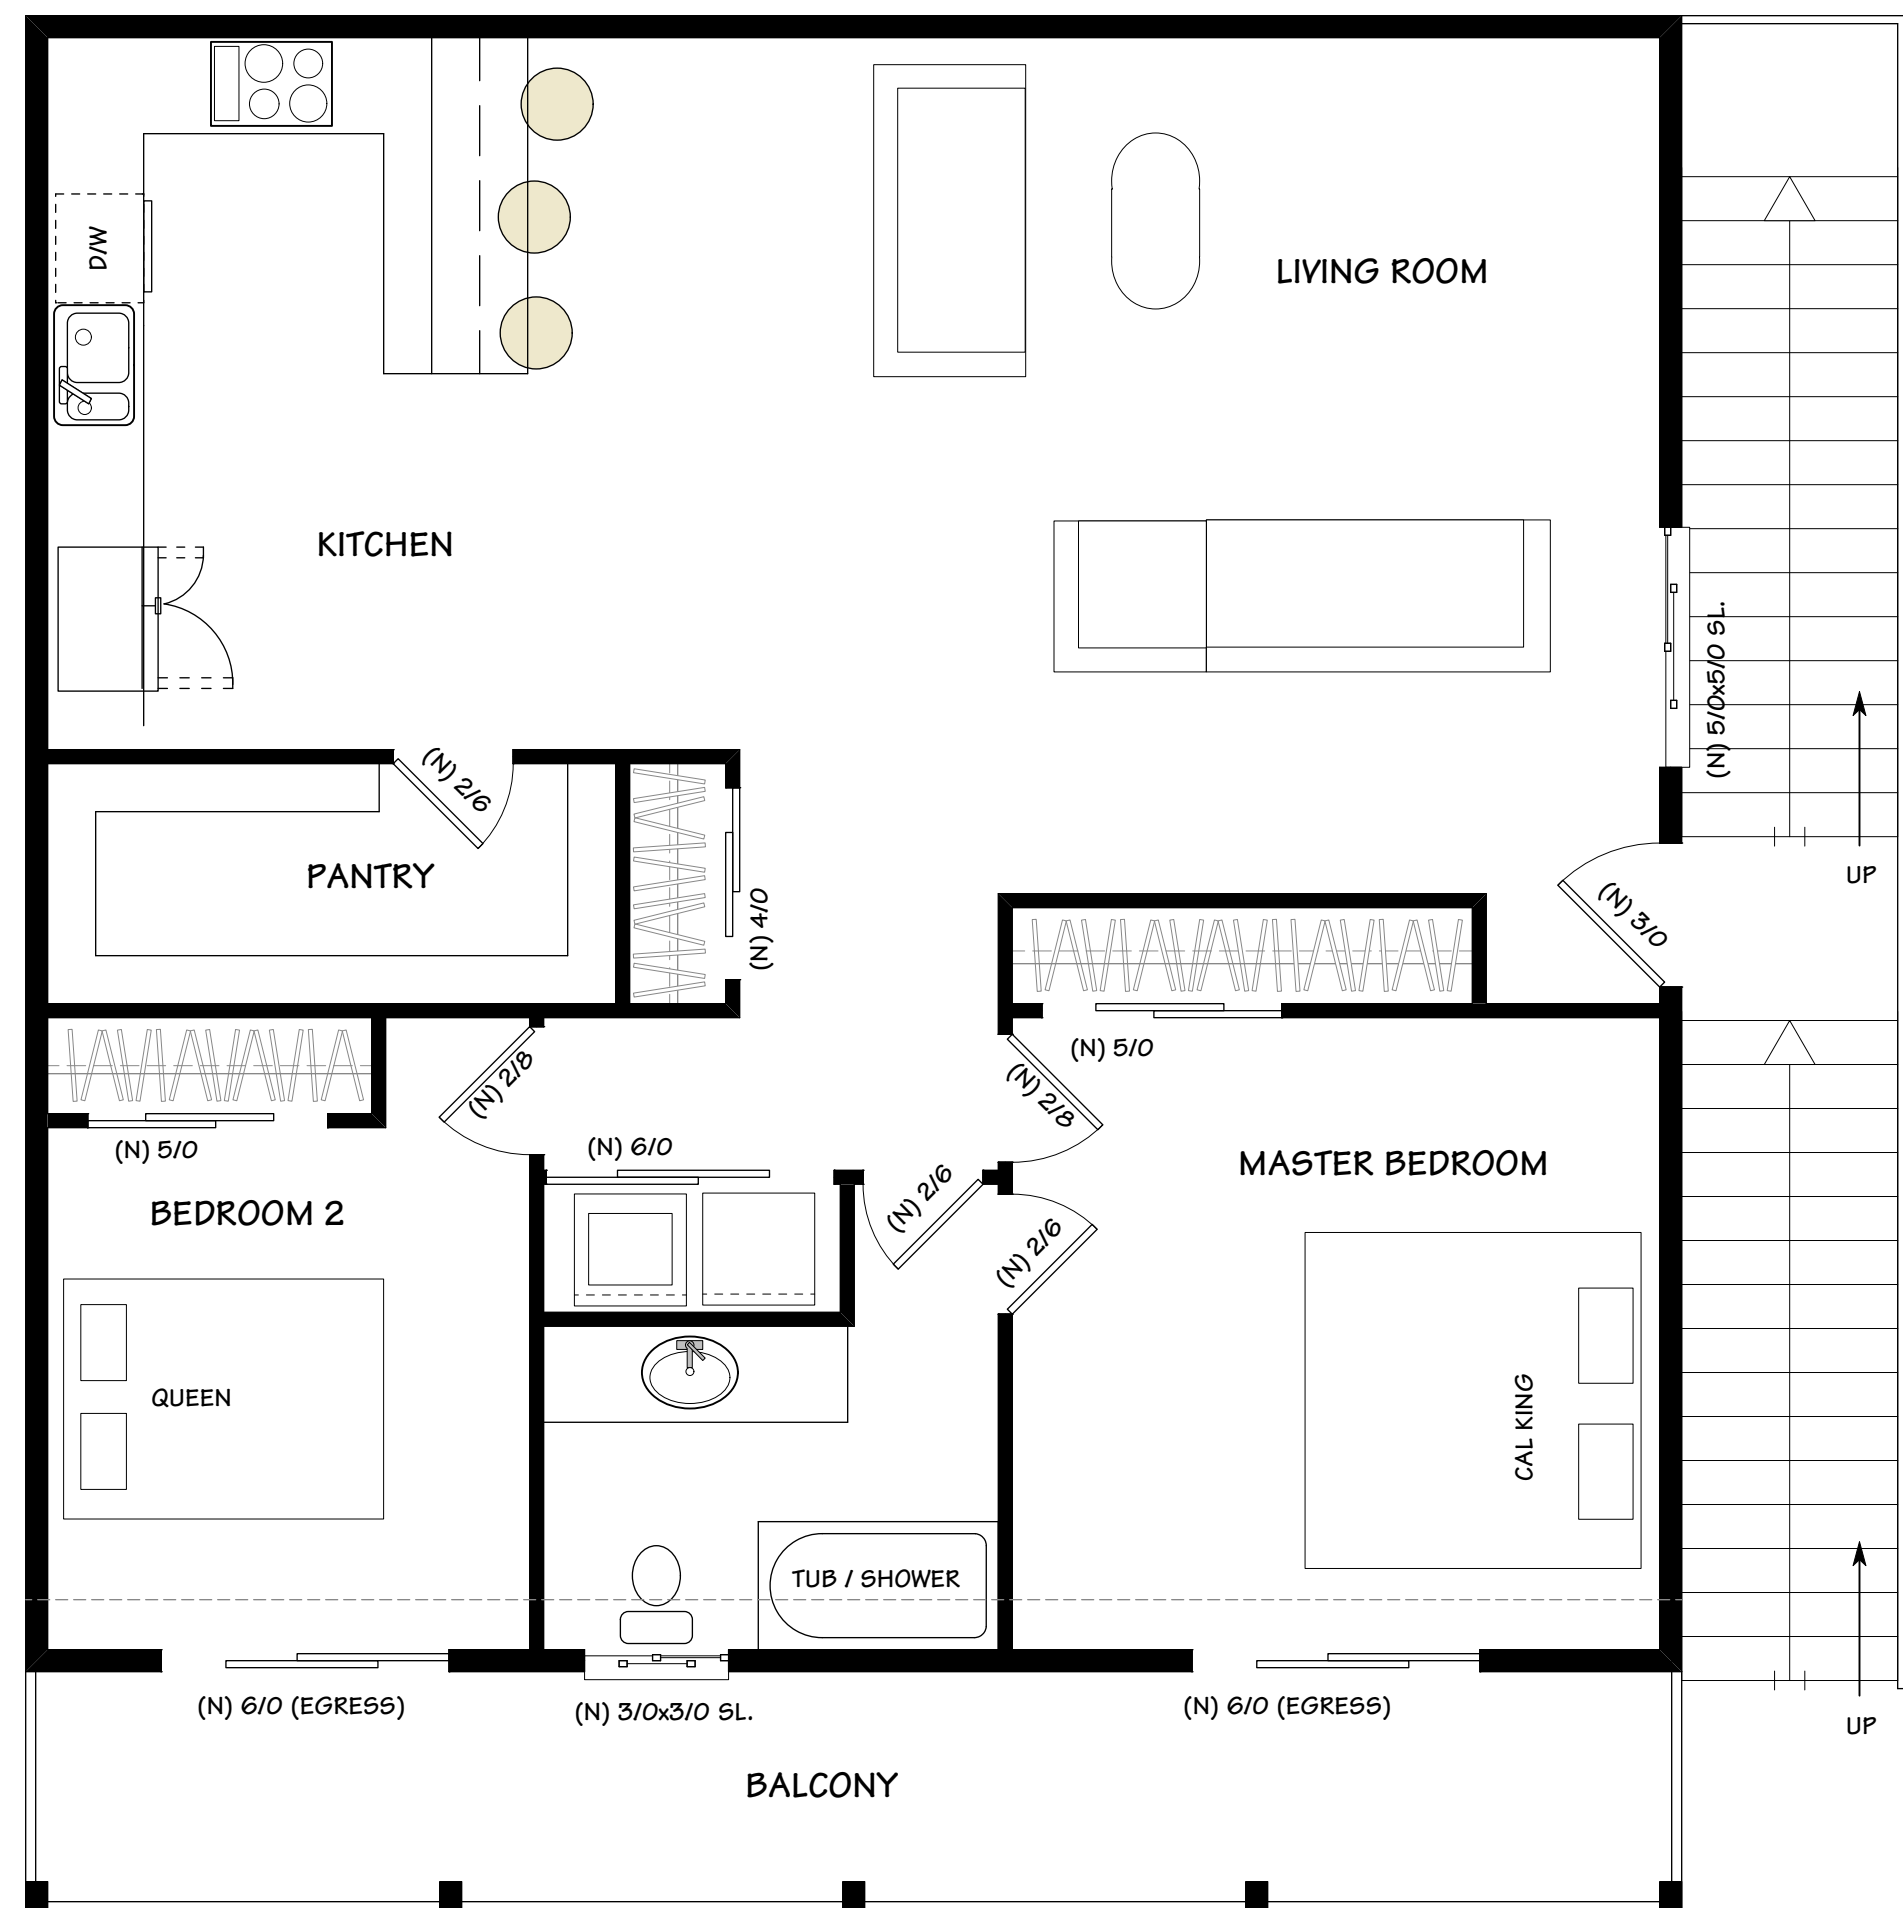 D/W
LIVING ROOM
KITCHEN
(N) 5/0x5/0 SL.
(N) 2/6
PANTRY
(N) 4/0
UP
(N) 3/0
(N) 5/0
(N) 2/8
(N) 2/8
(N) 5/0
(N) 6/0
MASTER BEDROOM
BEDROOM 2
(N) 2/6
(N) 2/6
QUEEN
CAL KING
TUB / SHOWER
(N) 6/0 (EGRESS)
(N) 3/0x3/0 SL.
(N) 6/0 (EGRESS)
UP
BALCONY